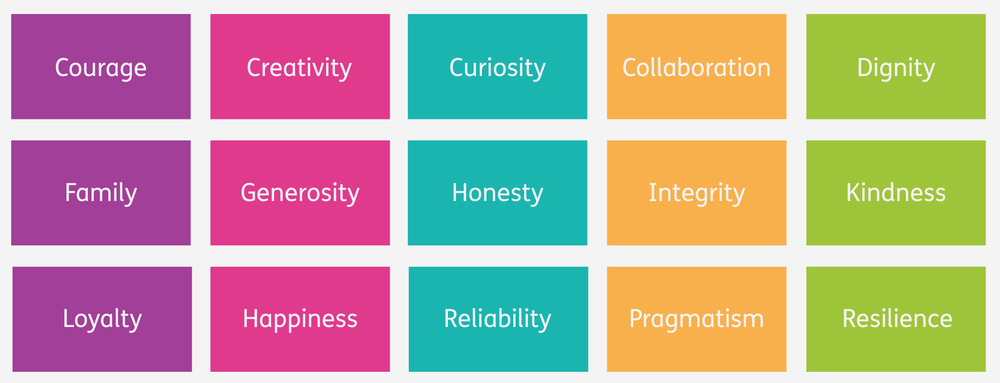 Courage
Creativity
Curiosity
Collaboration
Dignity
Family
Generosity
Honesty
Integrity
Kindness
Loyalty
Happiness
Reliability
Pragmatism
Resilience